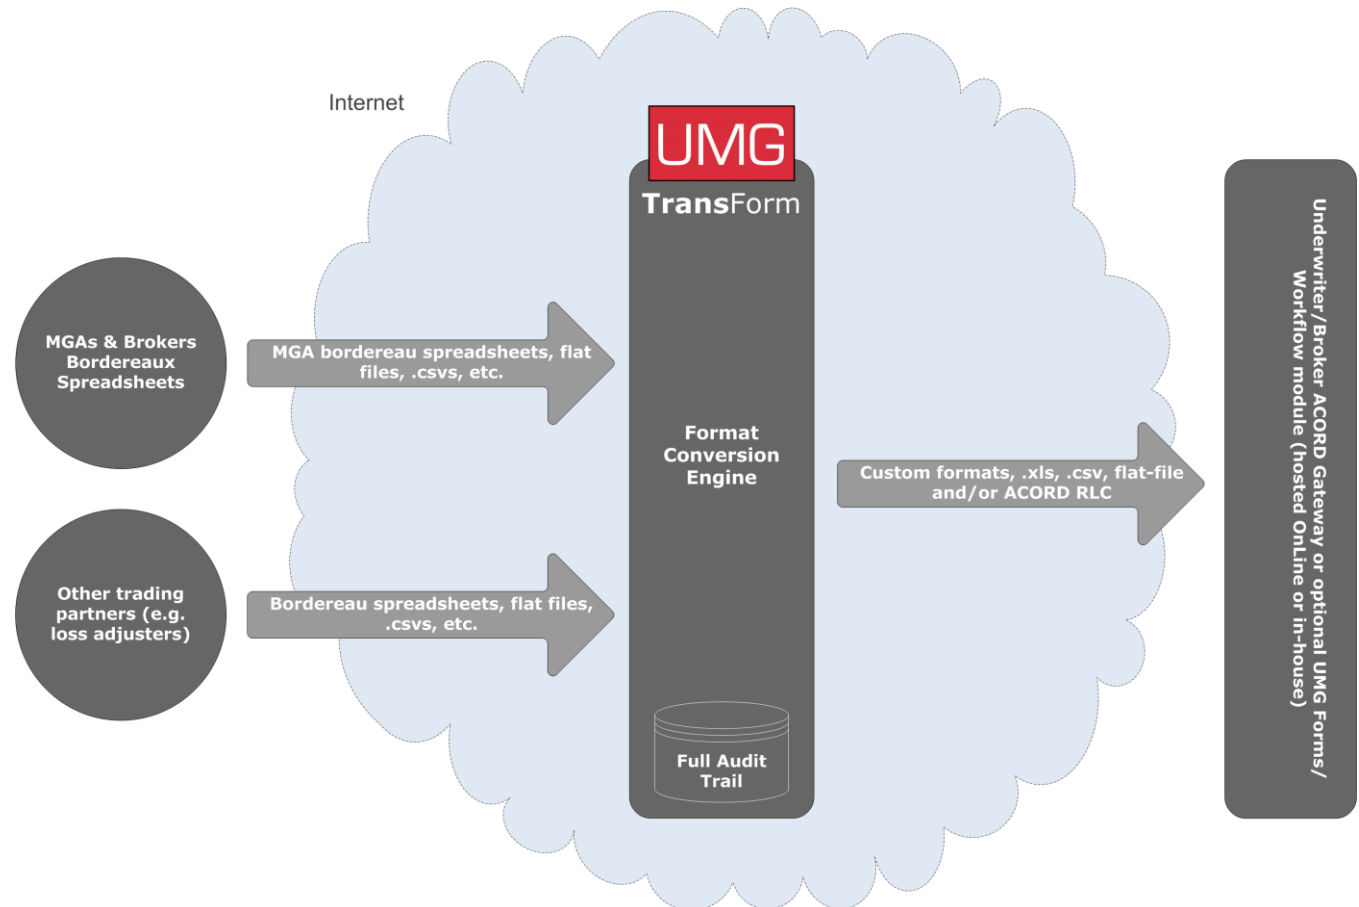 Internet
UMG
TransForm
MGAs & Brokers
Bordereaux
Spreadsheets
MGA bordereau spreadsheets, flat
files, .csvs, etc.
Format
Conversion
Engine
Custom formats, .xls, .csv, flat-file
and/or ACORD RLC
Other trading
partners (e.g.
loss adjusters)
Bordereau spreadsheets, flat files,
.csvs, etc.
Full Audit
Trail
Underwriter/Broker ACORD Gateway or optional UMG Forms/
Workflow module (hosted OnLine or in-house)